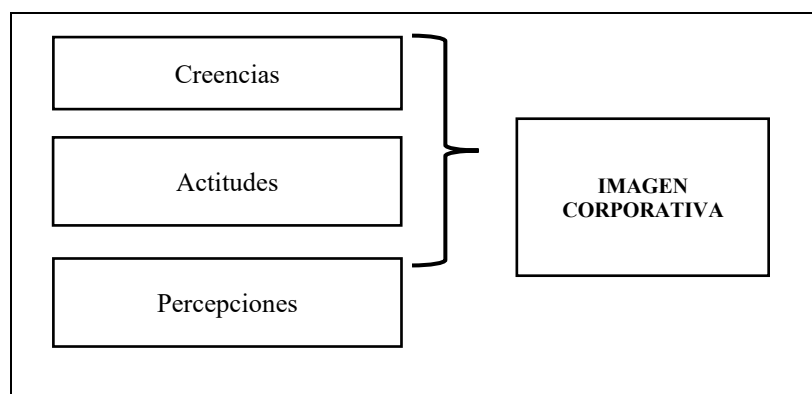 Creencias
Actitudes
Percepciones
IMAGEN
CORPORATIVA